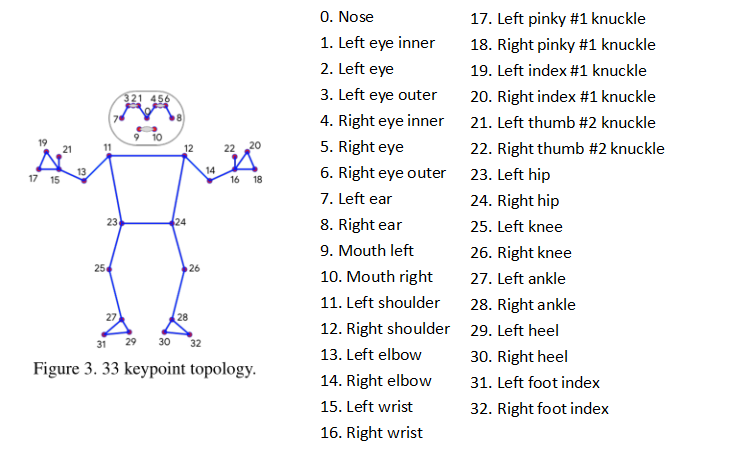 0. Nose
1. Left eye inner
2. Left eye
3. Left eye outer
4. Right eye inner
5. Right eye
6. Right eye outer
7. Left ear
8. Right ear
9. Mouth left
10. Mouth right
11. Left shoulder
12. Right shoulder
13. Left elbow
14. Right elbow
15. Left wrist
16. Right wrist
17. Left pinky #1 knuckle
18. Right pinky #1 knuckle
19. Left index #1 knuckle
20. Right index #1 knuckle
21. Left thumb #2 knuckle
22. Right thumb #2 knuckle
23. Left hip
24. Right hip
25. Left knee
26. Right knee
27. Left ankle
28. Right ankle
29. Left heel
30. Right heel
31. Left foot index
32. Right foot index
321 456
0
7 8
9 10
19 21 11 12 22 20
17 15 13 14 16 18
23 24
25 26
27 28
31 29 30 32
Figure 3. 33 keypoint topology.